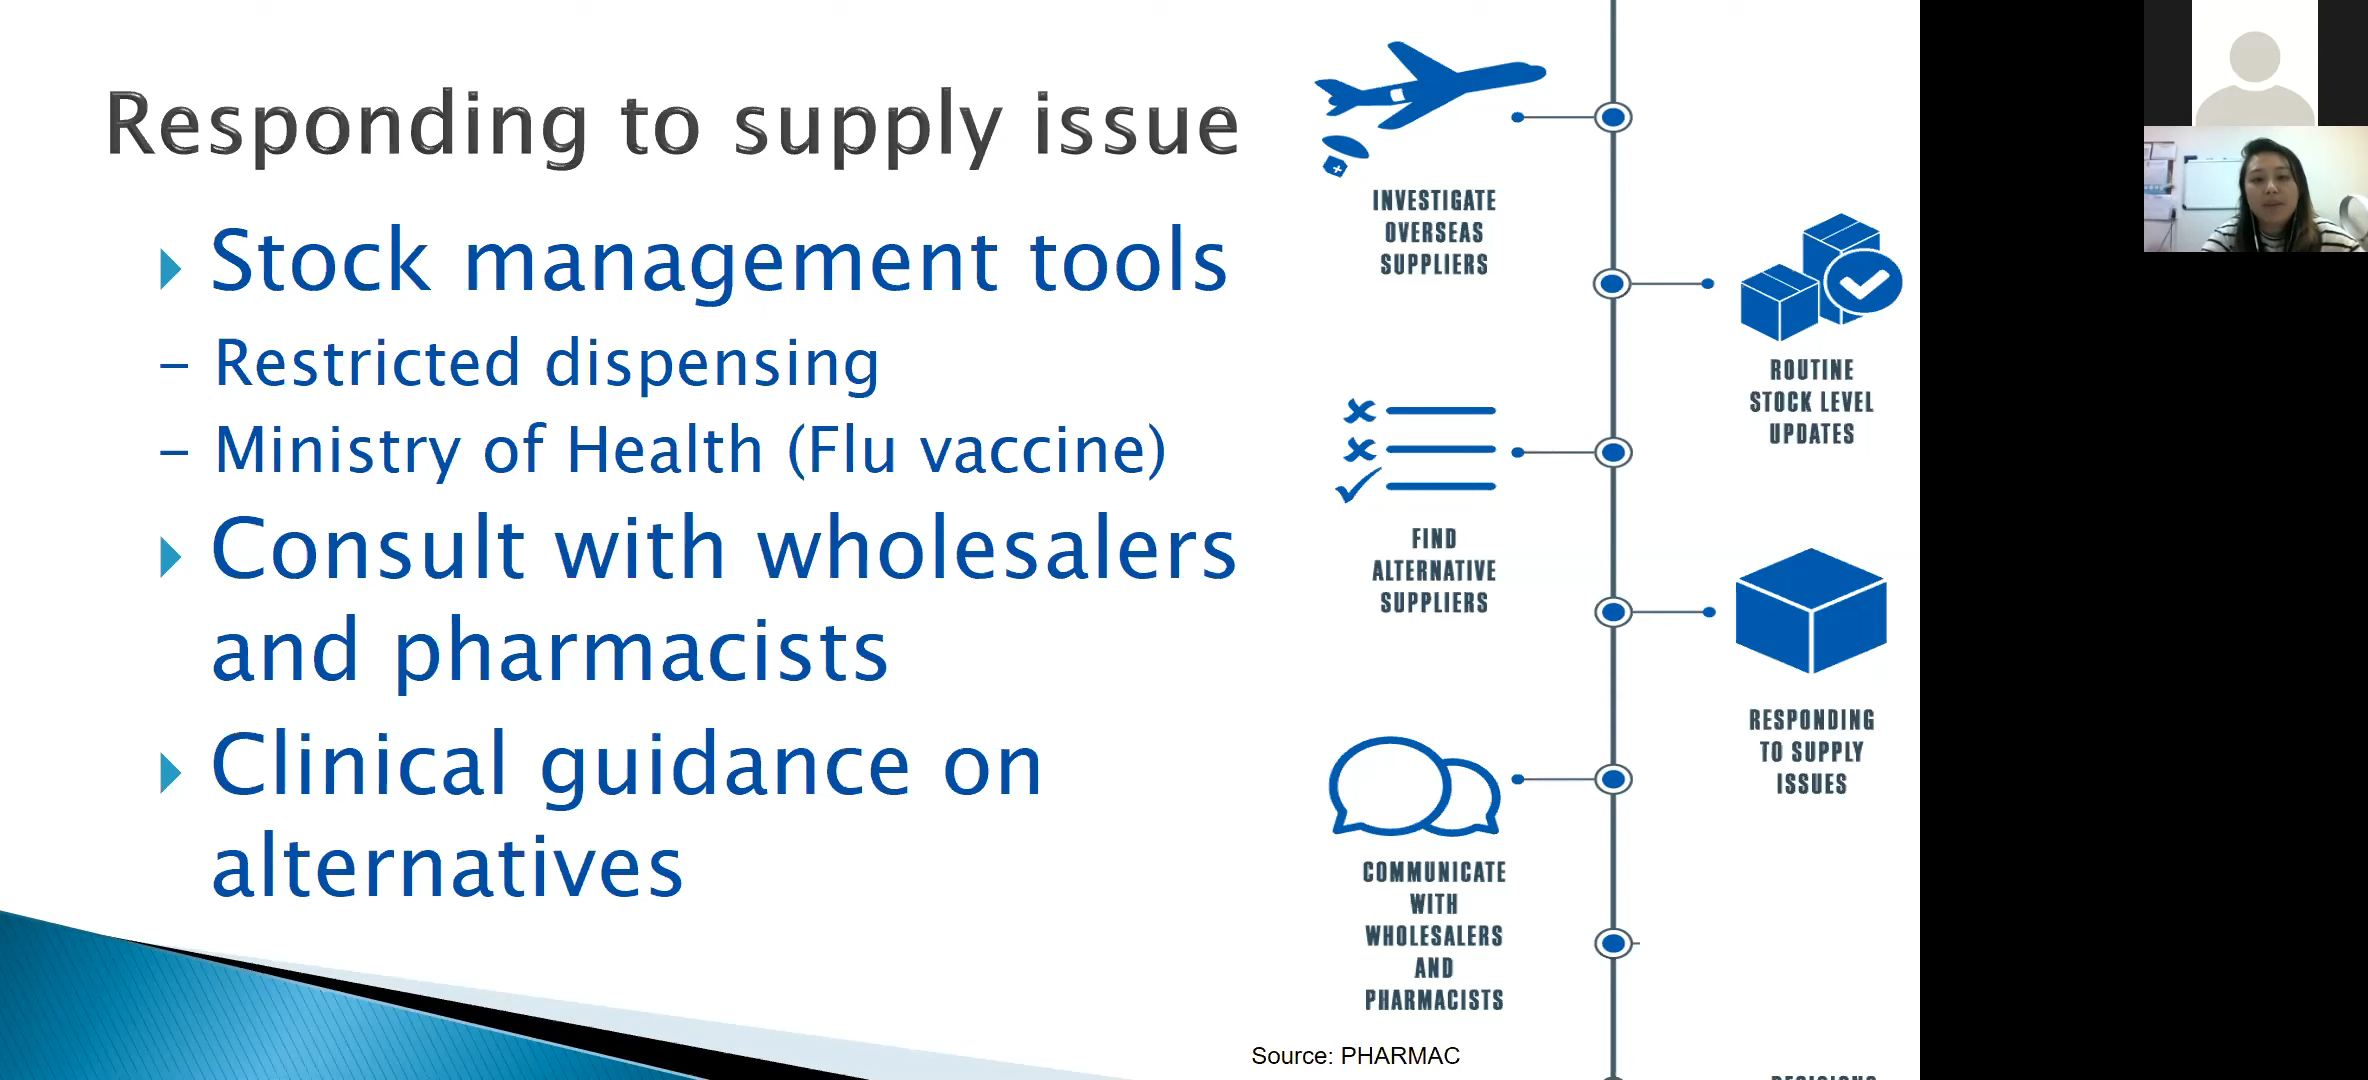 Responding to supply issue
Stock management tools
– Restricted dispensing
– Ministry of Health (Flu vaccine)
Consult with wholesalers
and pharmacists
Clinical guidance on
alternatives
INVESTIGATE
OVERSEAS
SUPPLIERS
ROUTINE
STOCK LEVEL
UPDATES
FIND
ALTERNATIVE
SUPPLIERS
RESPONDING
TO SUPPLY
ISSUES
COMMUNICATE
WITH
WHOLESALERS
AND
PHARMACISTS
Source: PHARMAC